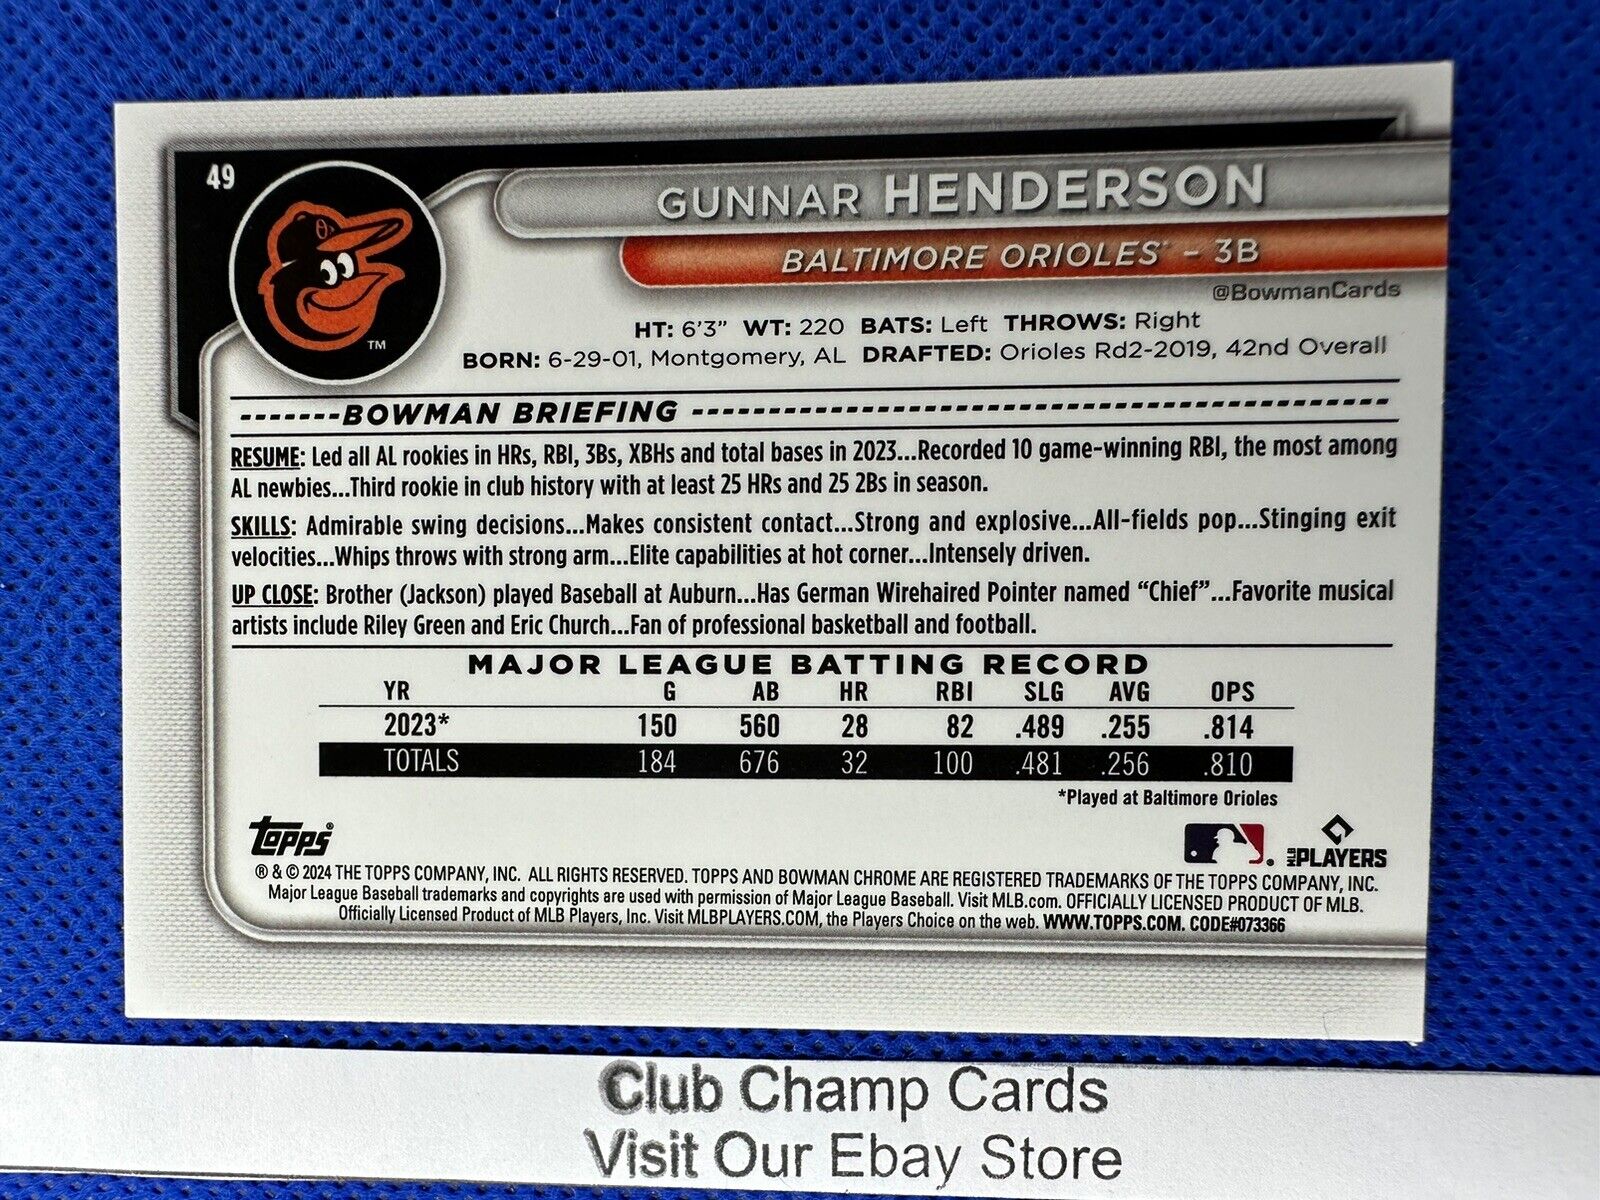 49
GUNNAR HENDERSON
BALTIMORE ORIOLES™ - 3B
@BowmanCards
HT: 6'3" WT: 220 BATS: Left THROWS: Right
BORN: 6-29-01, Montgomery, AL DRAFTED: Orioles Rd2-2019, 42nd Overall
TM
BOWMAN BRIEFING
RESUME: Led all AL rookies in HRs, RBI, 3Bs, XBHs and total bases in 2023...Recorded 10 game-winning RBI, the most among
AL newbies...Third rookie in club history with at least 25 HRs and 25 2Bs in season.
SKILLS: Admirable swing decisions...Makes consistent contact...Strong and explosive...All-fields pop...Stinging exit
velocities...Whips throws with strong arm...Elite capabilities at hot corner...Intensely driven.
UP CLOSE: Brother (Jackson) played Baseball at Auburn...Has German Wirehaired Pointer named “Chief”...Favorite musical
artists include Riley Green and Eric Church...Fan of professional basketball and football.
MAJOR LEAGUE BATTING RECORD
YR G AB HR RBI SLG AVG OPS
2023* 150 560 28 82 .489 .255 .814
TOTALS 184 676 32 100 .481 .256 .810
*Played at Baltimore Orioles
topps®
MLB PLAYERS
® & © 2024 THE TOPPS COMPANY, INC. ALL RIGHTS RESERVED. TOPPS AND BOWMAN CHROME ARE REGISTERED TRADEMARKS OF THE TOPPS COMPANY, INC.
Major League Baseball trademarks and copyrights are used with permission of Major League Baseball. Visit MLB.com. OFFICIALLY LICENSED PRODUCT OF MLB.
Officially Licensed Product of MLB Players, Inc. Visit MLBPLAYERS.COM, the Players Choice on the web. WWW.TOPPS.COM. CODE#073366
Club Champ Cards
Visit Our Ebay Store